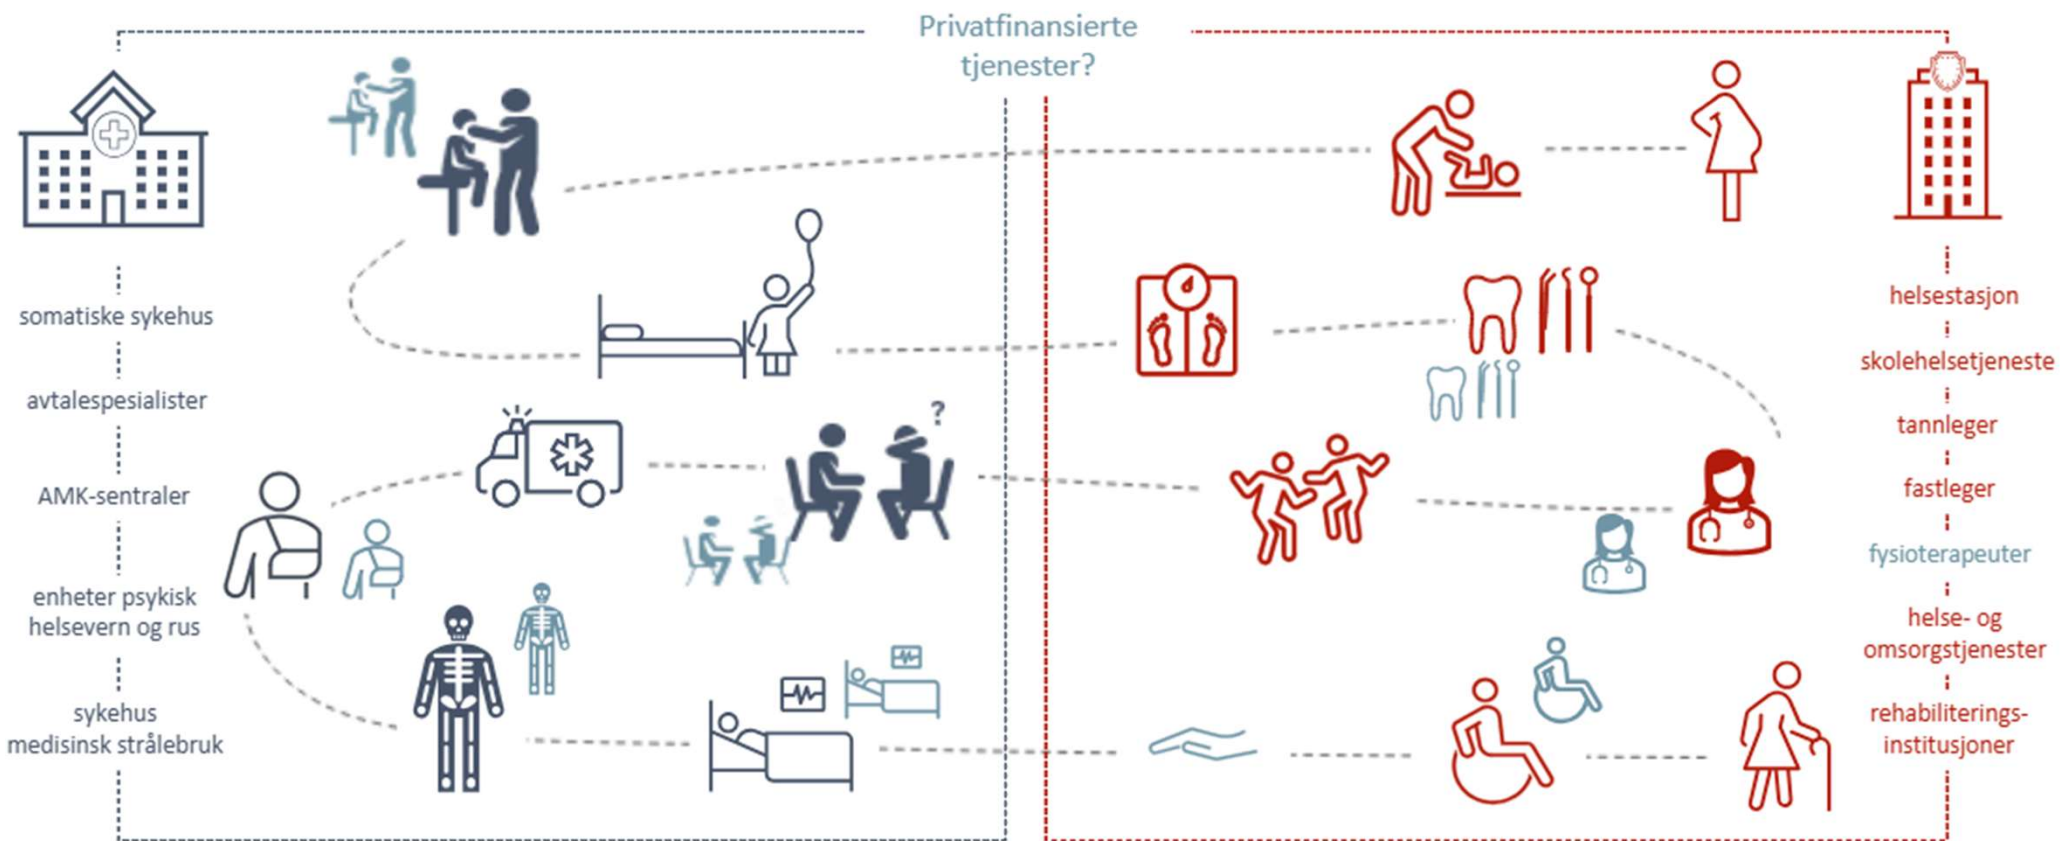 Privatfinansierte
tjenester?
somatiske sykehus
avtalespesialister
AMK-sentraler
enheter psykisk
helsevern og rus
sykehus
medisinsk strålebruk
?
helsestasjon
skolehelsetjeneste
tannleger
fastleger
fysioterapeuter
helse- og
omsorgstjenester
rehabiliterings-
institusjoner